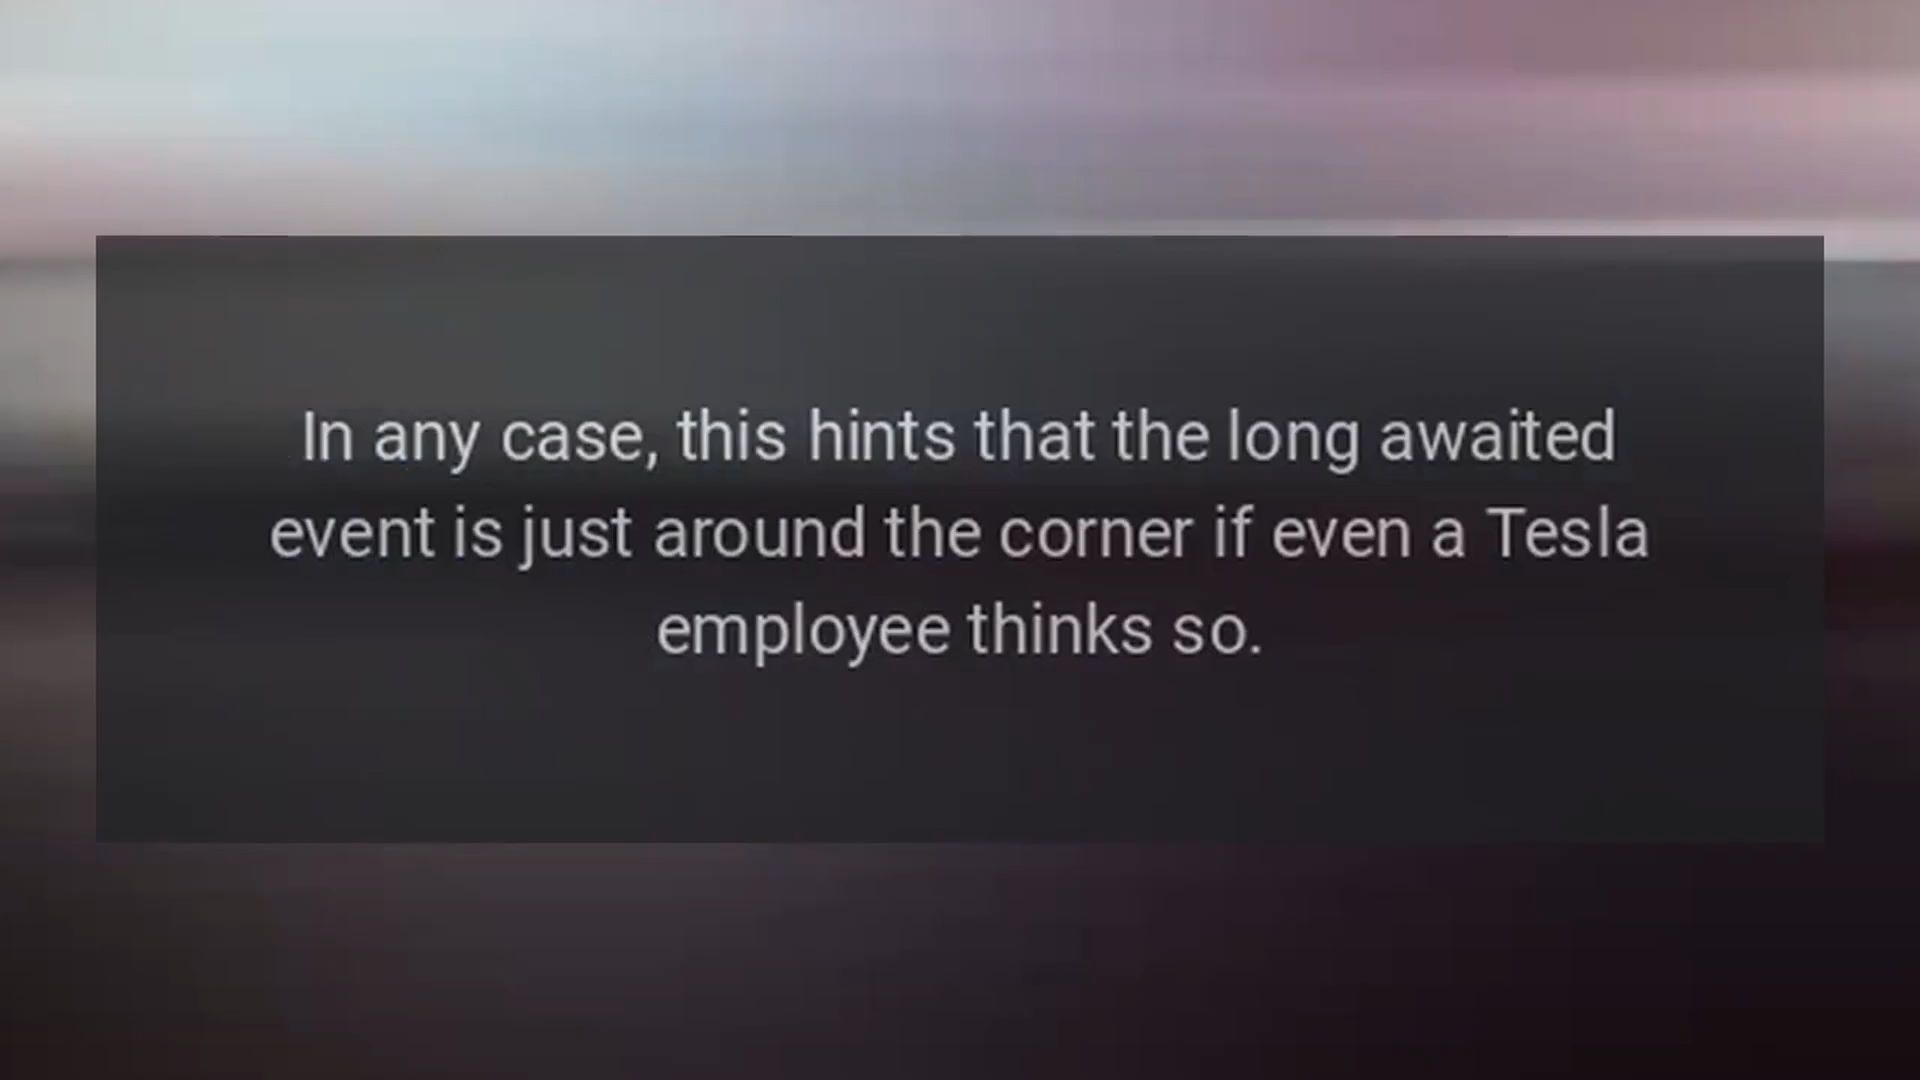 In any case, this hints that the long awaited
event is just around the corner if even a Tesla
employee thinks so.